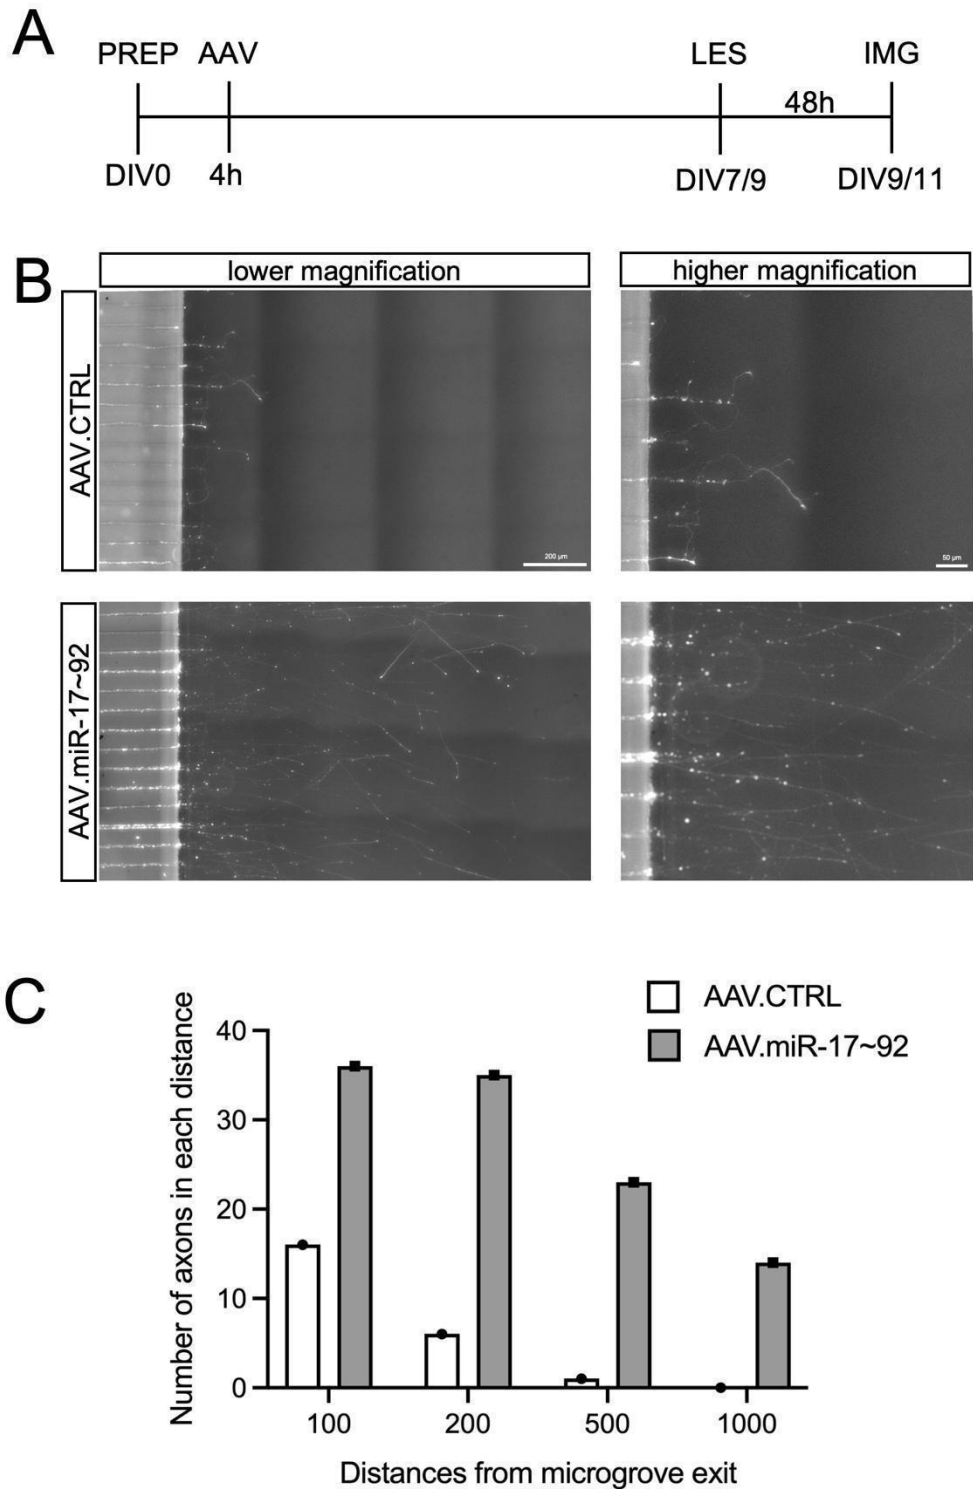 A
PREP AAV LES IMG
48h
DIV0 4h DIV7/9 DIV9/11
B
lower magnification higher magnification
AAV.CTRL
200 µm
50 µm
AAV.miR-17~92
C
AAV.CTRL
AAV.miR-17~92
Number of axons in each distance
40
30
20
10
0
100 200 500 1000
Distances from microgrove exit